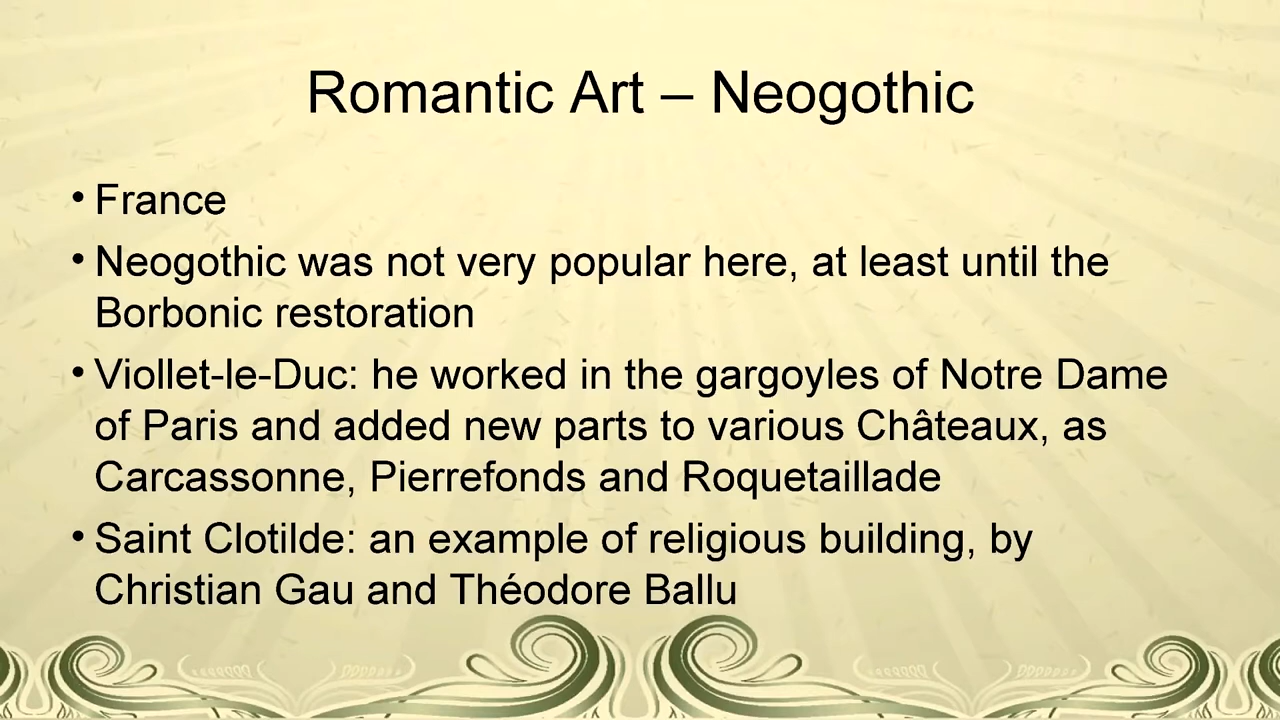 Romantic Art – Neogothic
• France
• Neogothic was not very popular here, at least until the
Borbonic restoration
• Viollet-le-Duc: he worked in the gargoyles of Notre Dame
of Paris and added new parts to various Châteaux, as
Carcassonne, Pierrefonds and Roquetaillade
• Saint Clotilde: an example of religious building, by
Christian Gau and Théodore Ballu